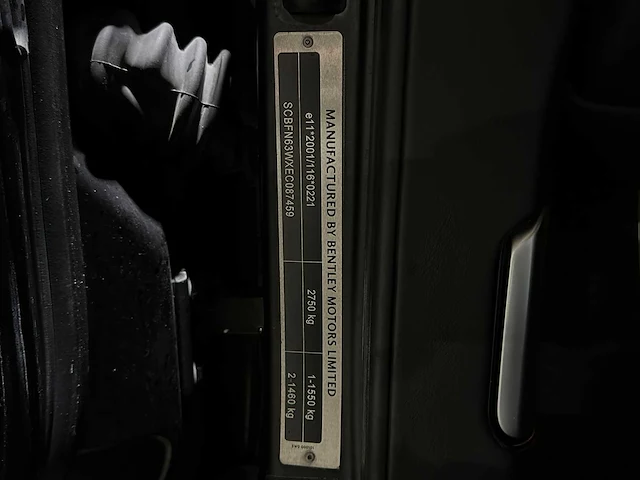 MANUFACTURED BY BENTLEY MOTORS LIMITED
e11*2001/116*0221
SCBFN63WXEC087459
2750 kg
1-1550 kg
2-1460 kg